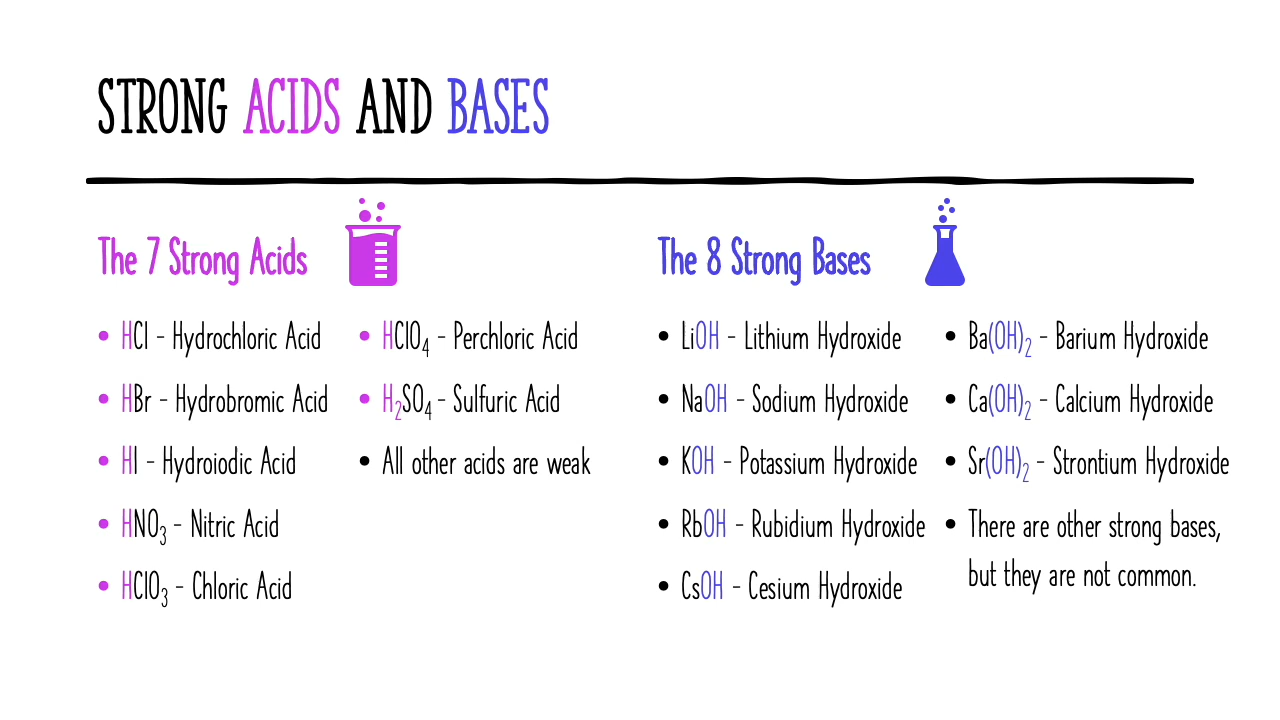 STRONG ACIDS AND BASES
The 7 Strong Acids
• HCl - Hydrochloric Acid
• HBr - Hydrobromic Acid
• HI - Hydroiodic Acid
• HNO₃ - Nitric Acid
• HClO₃ - Chloric Acid
• HClO₄ - Perchloric Acid
• H₂SO₄ - Sulfuric Acid
• All other acids are weak
The 8 Strong Bases
• LiOH - Lithium Hydroxide
• NaOH - Sodium Hydroxide
• KOH - Potassium Hydroxide
• RbOH - Rubidium Hydroxide
• CsOH - Cesium Hydroxide
• Ba(OH)₂ - Barium Hydroxide
• Ca(OH)₂ - Calcium Hydroxide
• Sr(OH)₂ - Strontium Hydroxide
• There are other strong bases,
but they are not common.